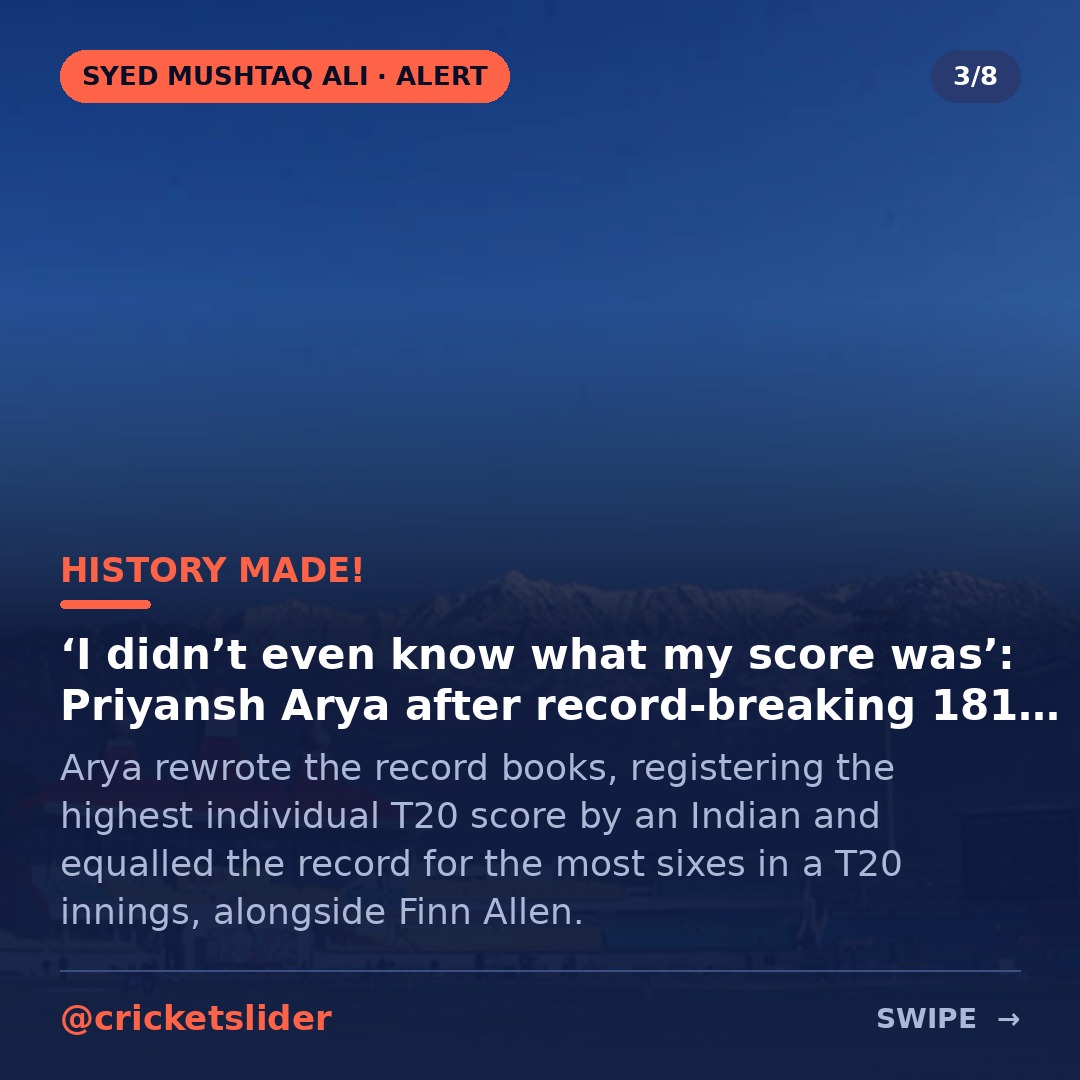 SYED MUSHTAQ ALI · ALERT
3/8
HISTORY MADE!
‘I didn’t even know what my score was’:
Priyansh Arya after record-breaking 181…
Arya rewrote the record books, registering the
highest individual T20 score by an Indian and
equalled the record for the most sixes in a T20
innings, alongside Finn Allen.
@cricketslider
SWIPE →